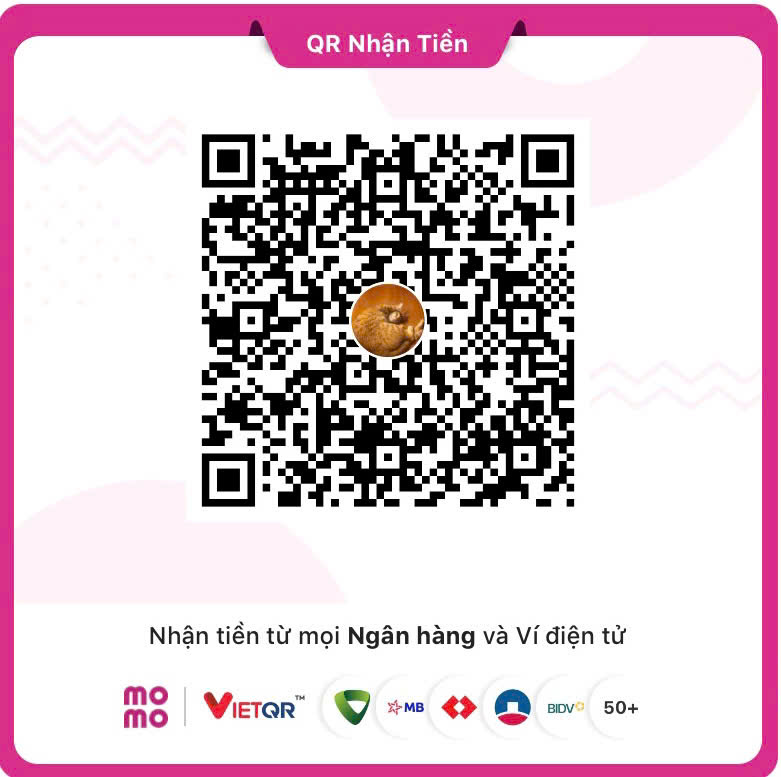 QR Nhận Tiền
Nhận tiền từ mọi Ngân hàng và Ví điện tử
mo mo VIETQR™ MB BIDV 50+